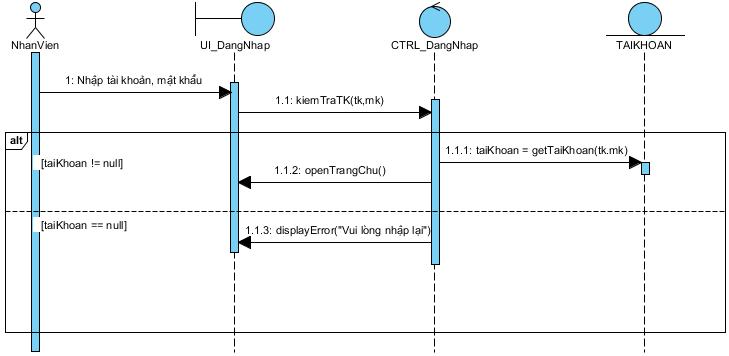 NhanVien
UI_DangNhap
CTRL_DangNhap
TAIKHOAN
1: Nhập tài khoản, mật khẩu
1.1: kiemTraTK(tk,mk)
alt
[taiKhoan != null]
1.1.1: taiKhoan = getTaiKhoan(tk.mk)
1.1.2: openTrangChu()
[taiKhoan == null]
1.1.3: displayError("Vui lòng nhập lại")